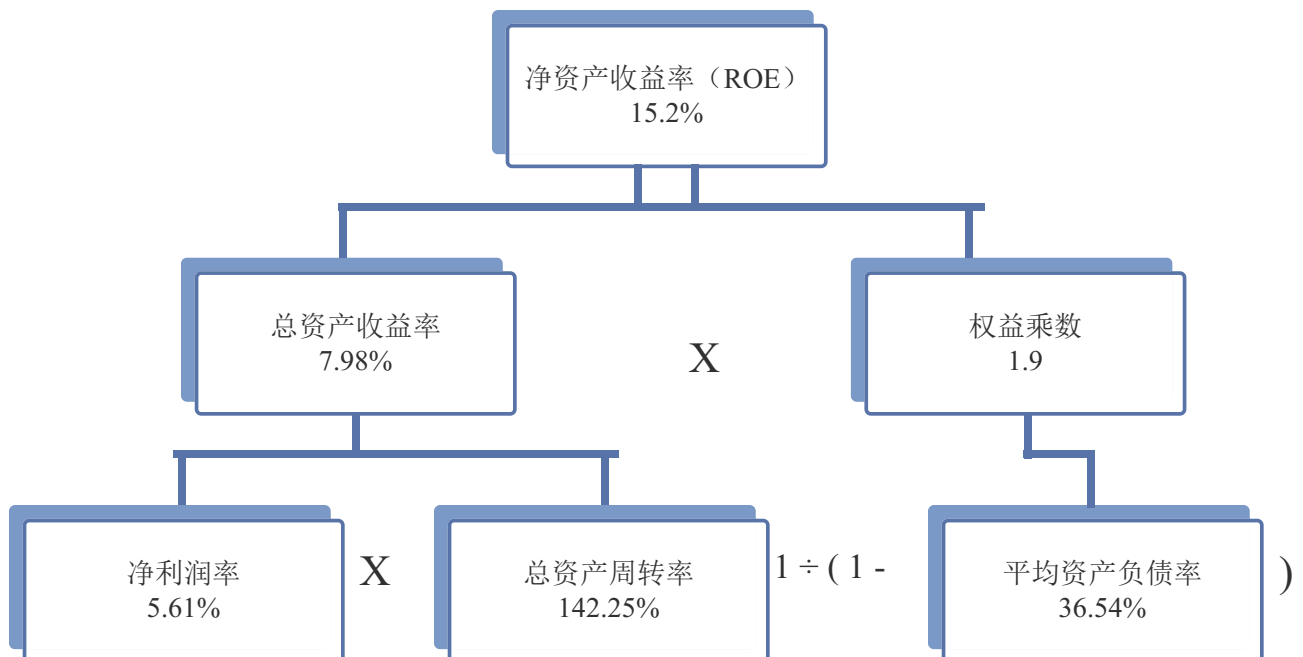 净资产收益率（ROE）
15.2%
总资产收益率
7.98%
X
权益乘数
1.9
净利润率
5.61%
X
总资产周转率
142.25%
1 ÷ ( 1 -
平均资产负债率
36.54%
)